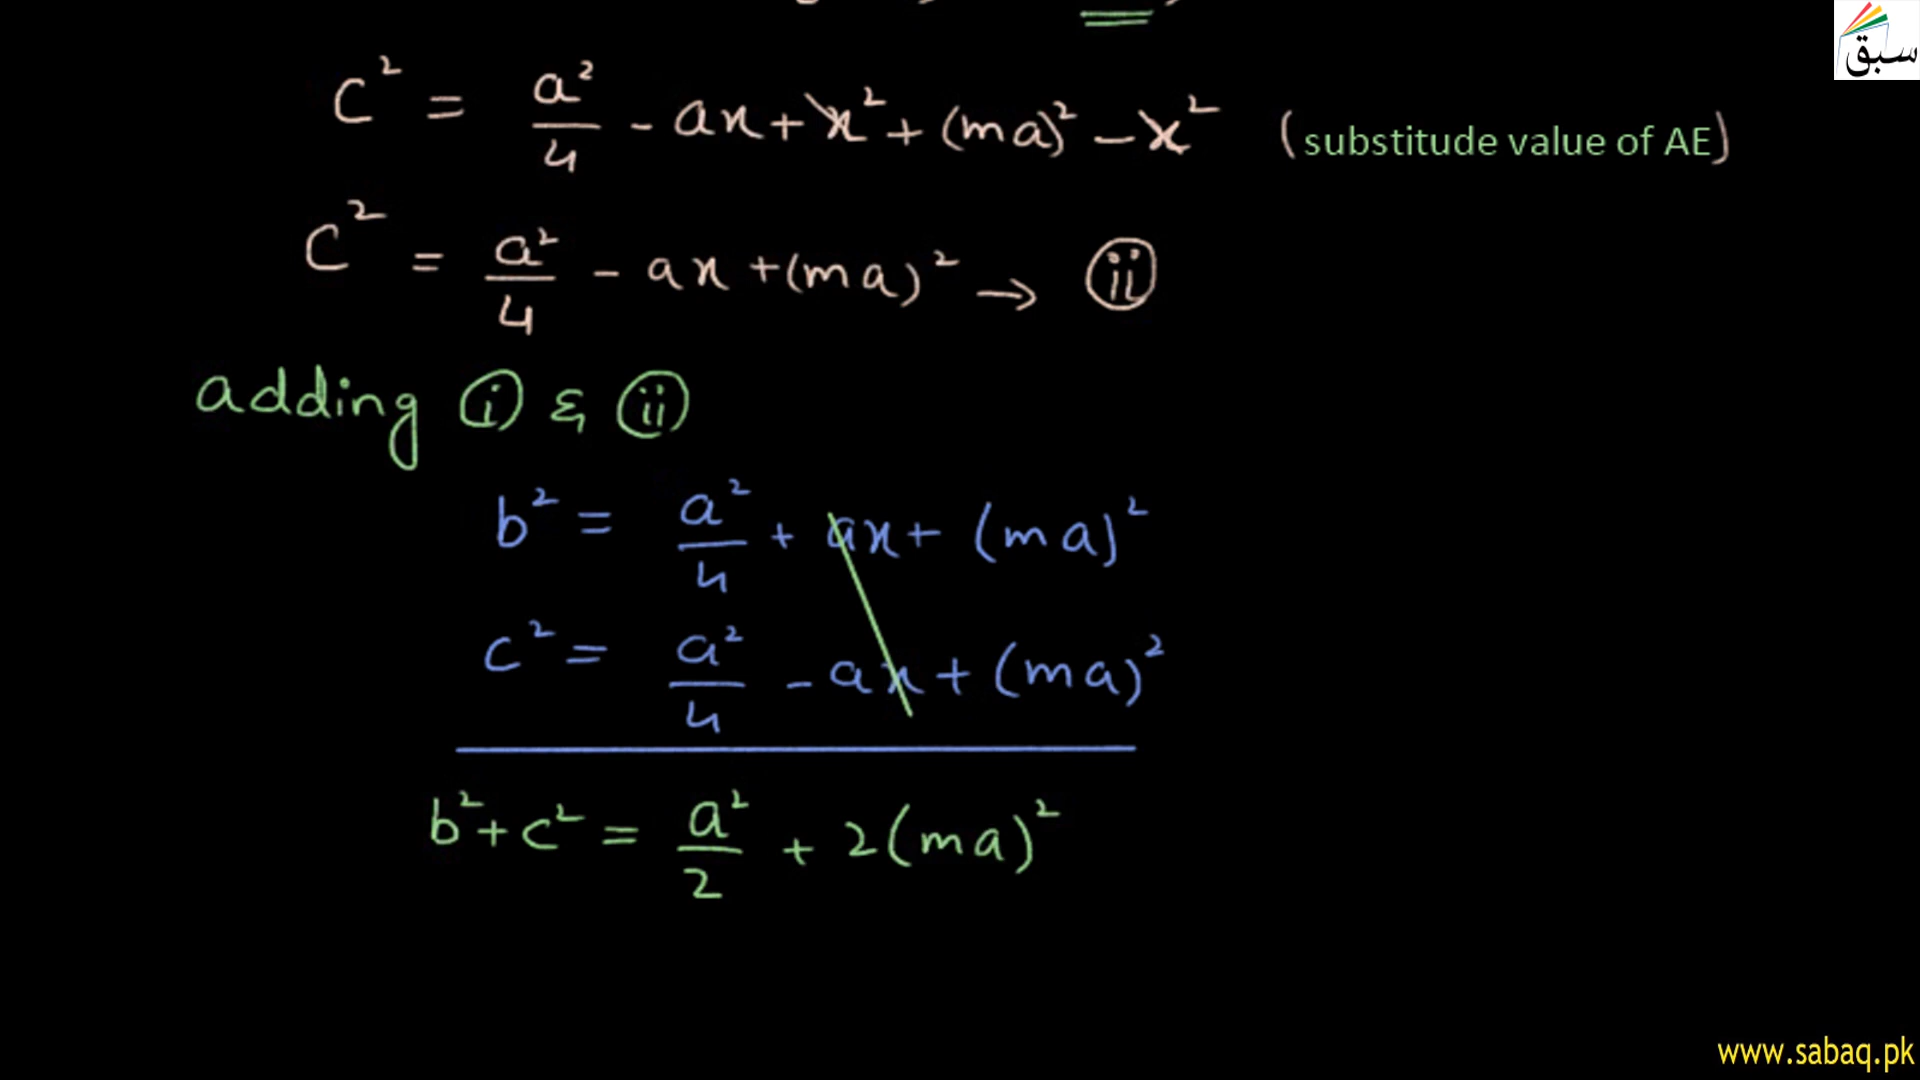 سبق
c² = a²/4 - ax + x² + (ma)² - x² (substitude value of AE)
c² = a²/4 - ax + (ma)² → (ii)
adding (i) & (ii)
b² = a²/4 + ax + (ma)²
c² = a²/4 - ax + (ma)²
b² + c² = a²/2 + 2(ma)²
www.sabaq.pk